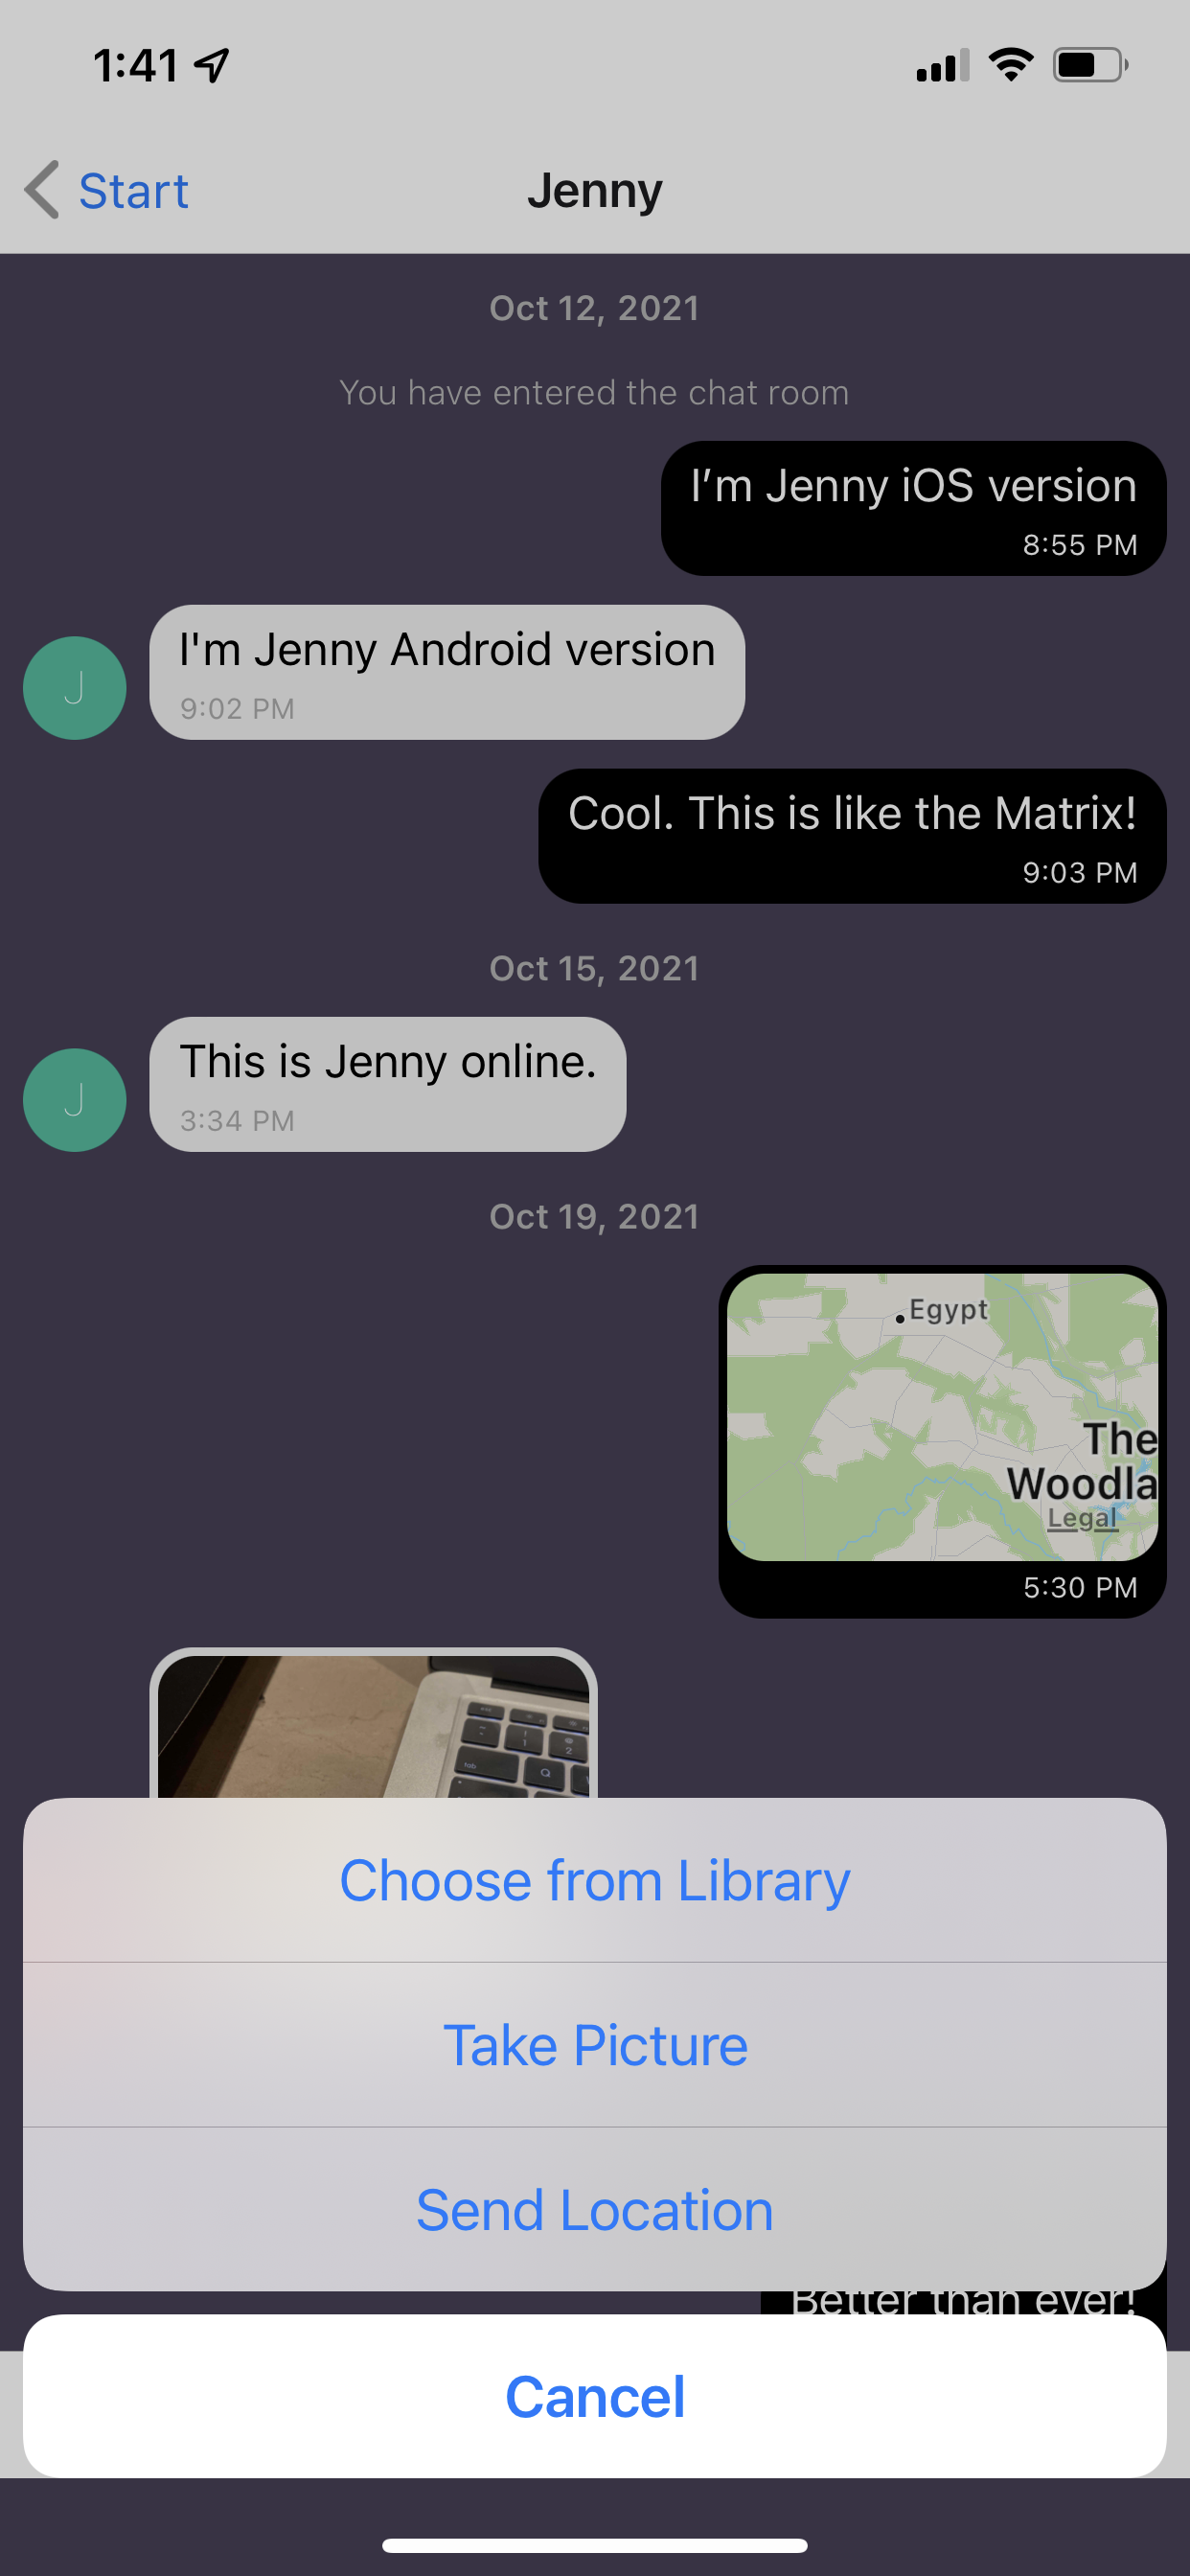 1:41
Start
Jenny
Oct 12, 2021
You have entered the chat room
I’m Jenny iOS version
8:55 PM
J
I'm Jenny Android version
9:02 PM
Cool. This is like the Matrix!
9:03 PM
Oct 15, 2021
J
This is Jenny online.
3:34 PM
Oct 19, 2021
Egypt
The
Woodla
Legal
5:30 PM
tab
Q
Choose from Library
Take Picture
Send Location
Better than ever!
Cancel